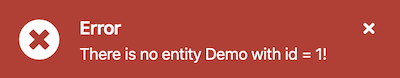 Error
There is no entity Demo with id = 1!